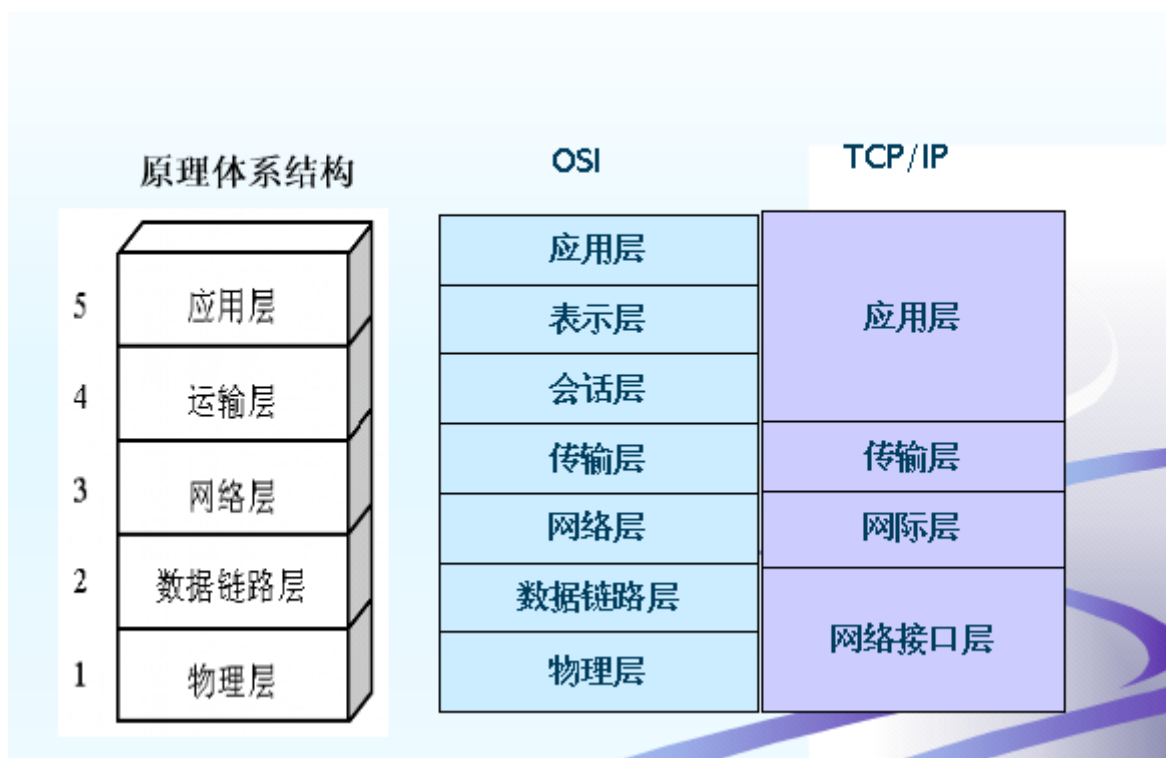 原理体系结构
5 应用层
4 运输层
3 网络层
2 数据链路层
1 物理层
OSI
应用层
表示层
会话层
传输层
网络层
数据链路层
物理层
TCP/IP
应用层
传输层
网际层
网络接口层